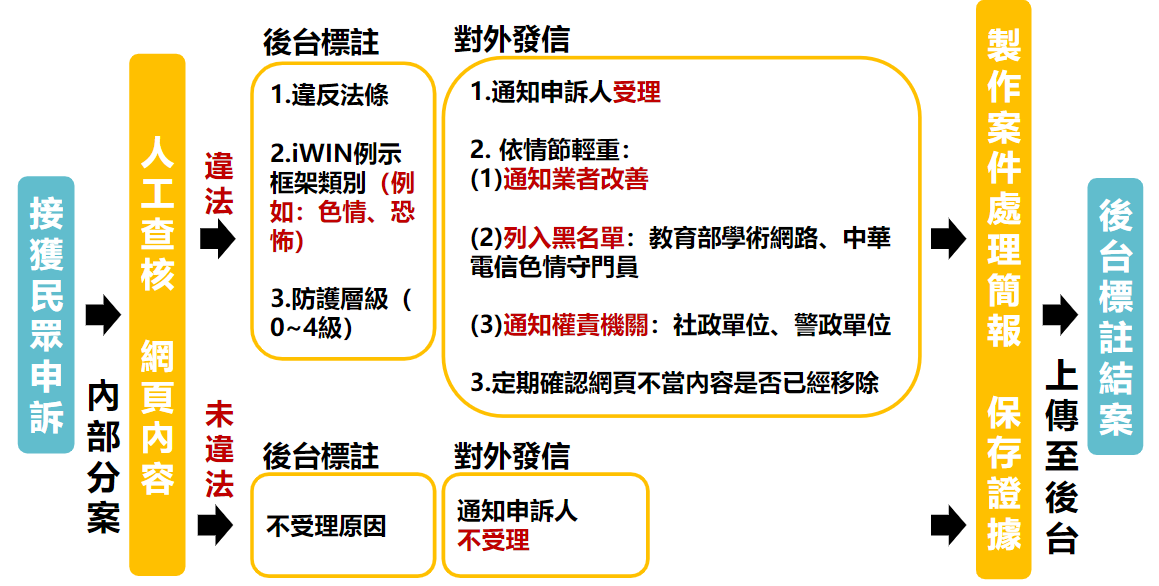 接獲民眾申訴
內部分案
人工查核 網頁內容
違法
後台標註
1.違反法條
2.iWIN例示
框架類別（例
如：色情、恐
怖）
3.防護層級（
0~4級）
對外發信
1.通知申訴人受理
2. 依情節輕重：
(1)通知業者改善
(2)列入黑名單：教育部學術網路、中華
電信色情守門員
(3)通知權責機關：社政單位、警政單位
3.定期確認網頁不當內容是否已經移除
未違法
後台標註
不受理原因
對外發信
通知申訴人
不受理
製作案件處理簡報 保存證據
上傳至後台
後台標註結案